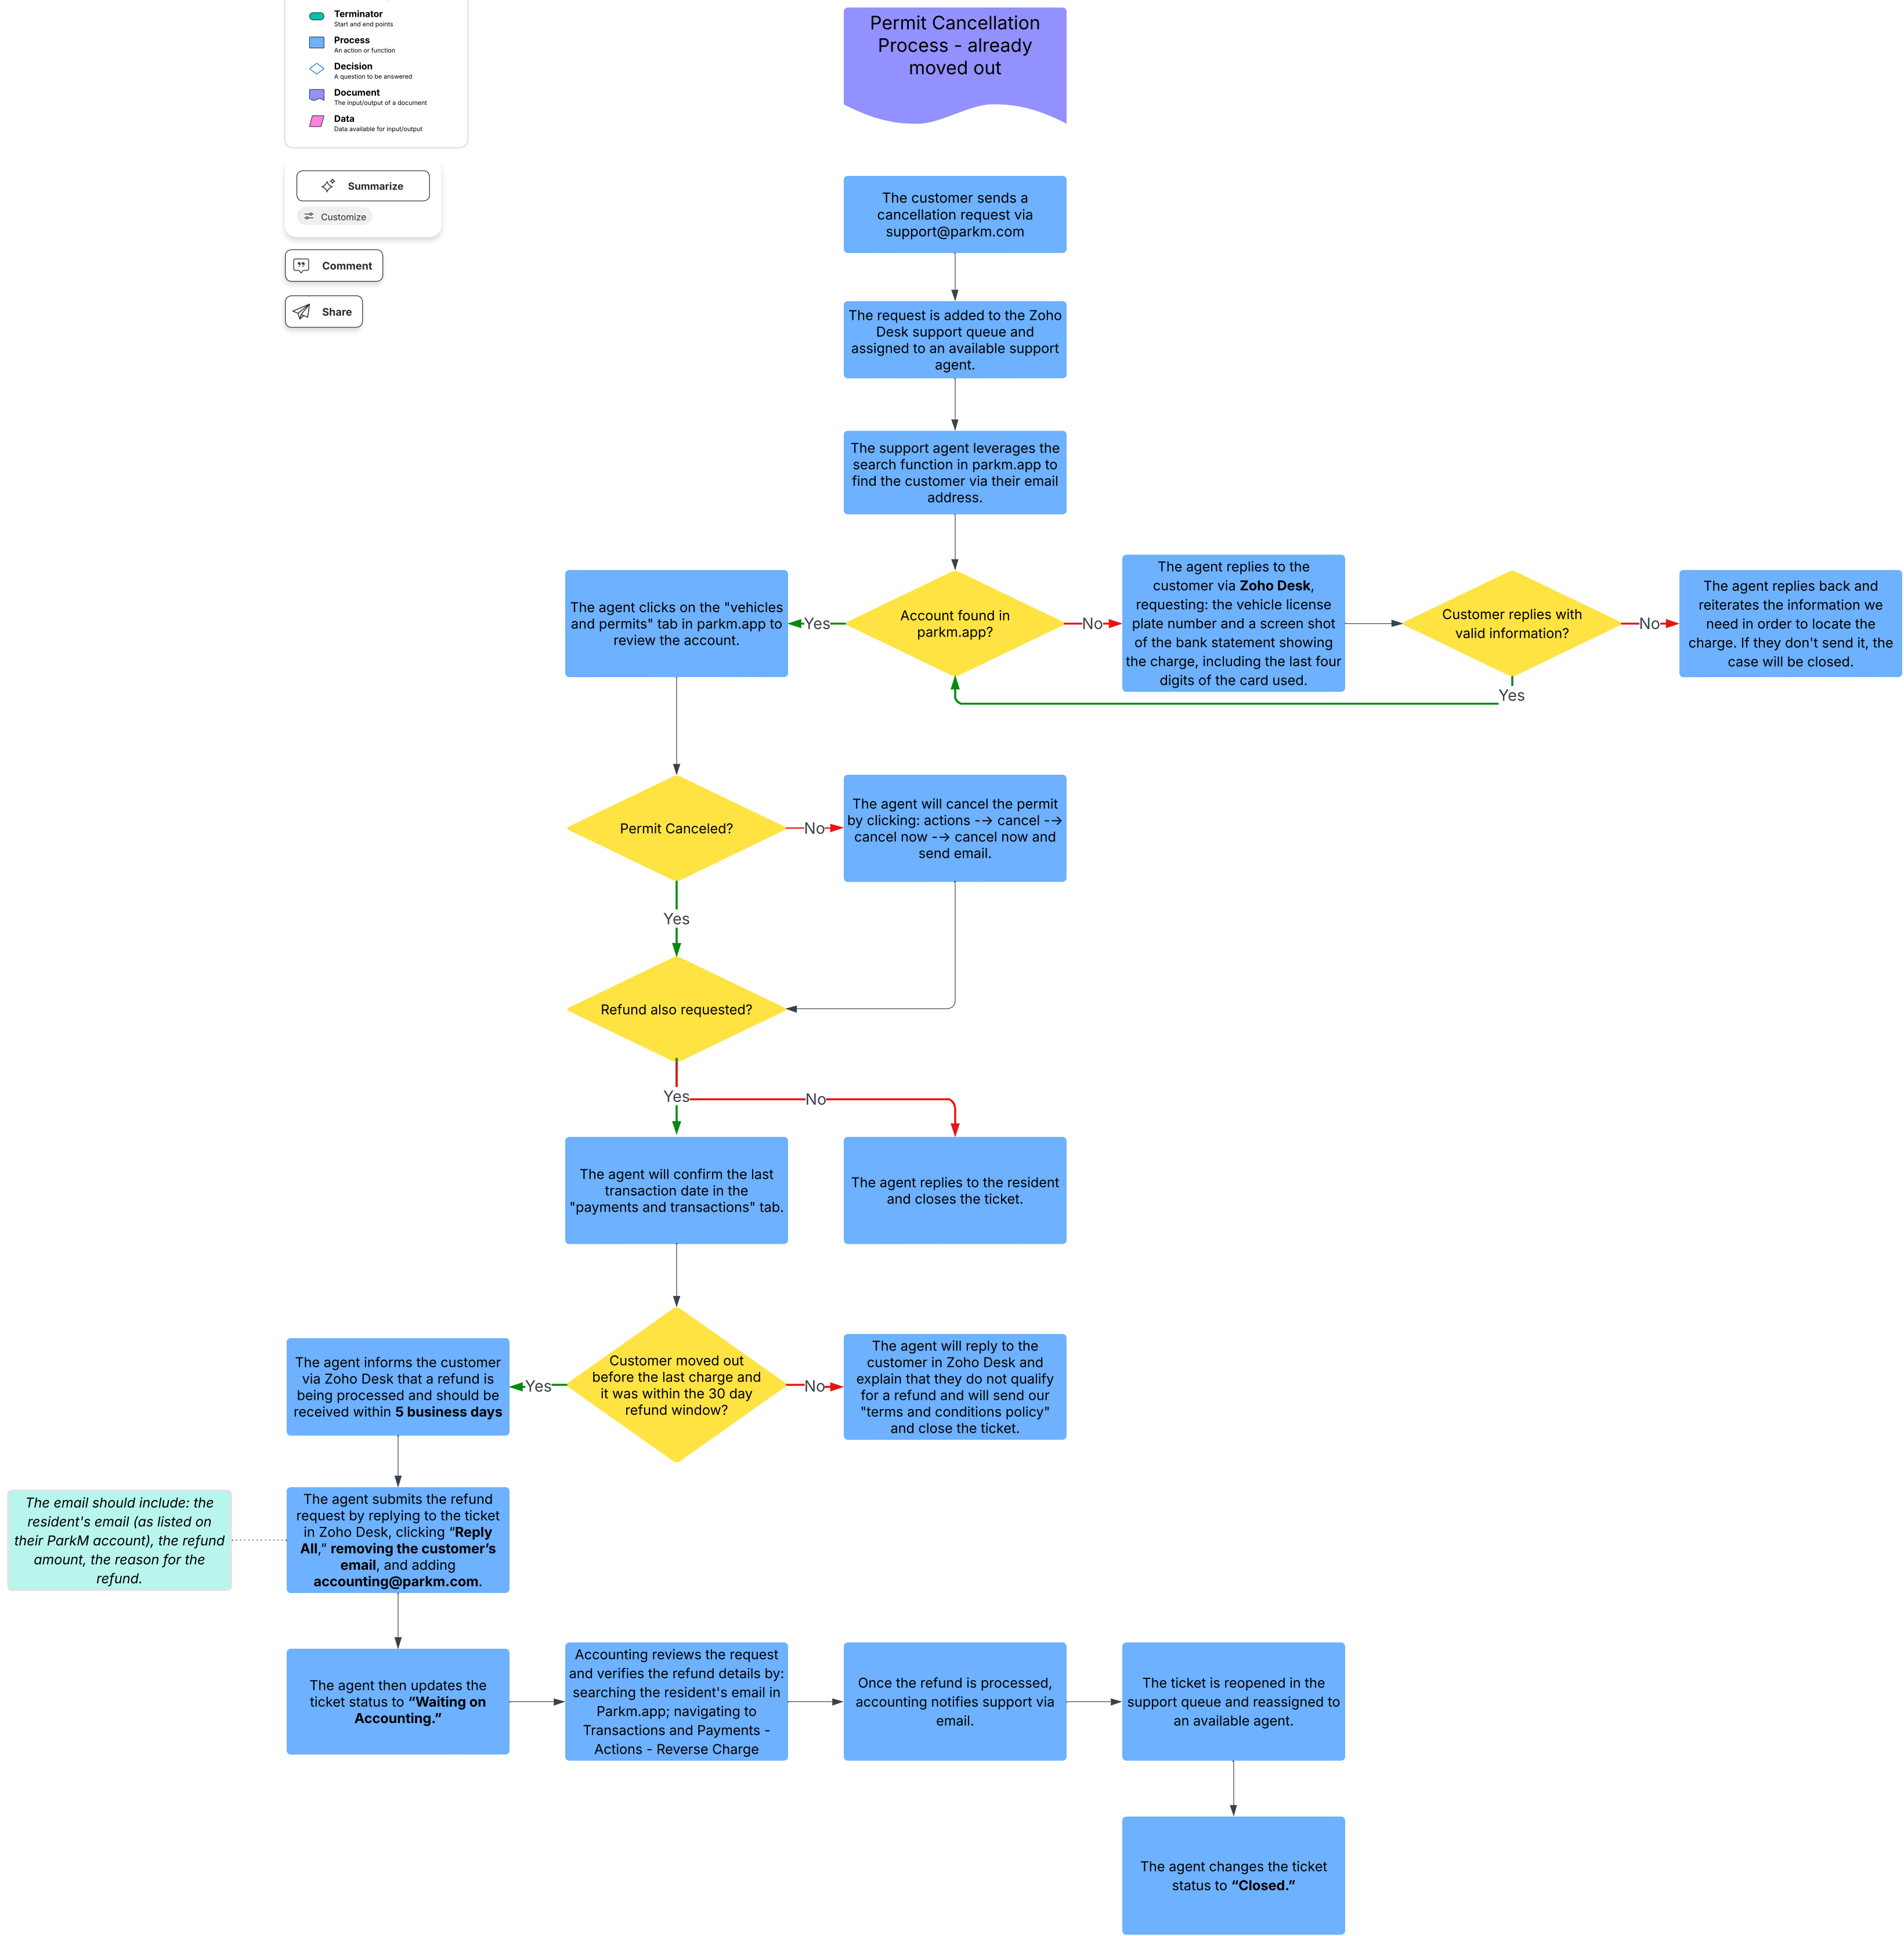 Terminator
Start and end points
Process
An action or function
Decision
A question to be answered
Document
The input/output of a document
Data
Data available for input/output
Summarize
Customize
Comment
Share
Permit Cancellation
Process - already
moved out
The customer sends a
cancellation request via
support@parkm.com
The request is added to the Zoho
Desk support queue and
assigned to an available support
agent.
The support agent leverages the
search function in parkm.app to
find the customer via their email
address.
Account found in
parkm.app?
Yes
No
The agent clicks on the "vehicles
and permits" tab in parkm.app to
review the account.
The agent replies to the
customer via Zoho Desk,
requesting: the vehicle license
plate number and a screen shot
of the bank statement showing
the charge, including the last four
digits of the card used.
Customer replies with
valid information?
No
Yes
The agent replies back and
reiterates the information we
need in order to locate the
charge. If they don't send it, the
case will be closed.
Permit Canceled?
No
Yes
The agent will cancel the permit
by clicking: actions --> cancel -->
cancel now --> cancel now and
send email.
Refund also requested?
Yes
No
The agent will confirm the last
transaction date in the
"payments and transactions" tab.
The agent replies to the resident
and closes the ticket.
Customer moved out
before the last charge and
it was within the 30 day
refund window?
Yes
No
The agent informs the customer
via Zoho Desk that a refund is
being processed and should be
received within 5 business days
The agent will reply to the
customer in Zoho Desk and
explain that they do not qualify
for a refund and will send our
"terms and conditions policy"
and close the ticket.
The agent submits the refund
request by replying to the ticket
in Zoho Desk, clicking “Reply
All,” removing the customer’s
email, and adding
accounting@parkm.com.
The email should include: the
resident's email (as listed on
their ParkM account), the refund
amount, the reason for the
refund.
The agent then updates the
ticket status to “Waiting on
Accounting.”
Accounting reviews the request
and verifies the refund details by:
searching the resident's email in
Parkm.app; navigating to
Transactions and Payments -
Actions - Reverse Charge
Once the refund is processed,
accounting notifies support via
email.
The ticket is reopened in the
support queue and reassigned to
an available agent.
The agent changes the ticket
status to “Closed.”